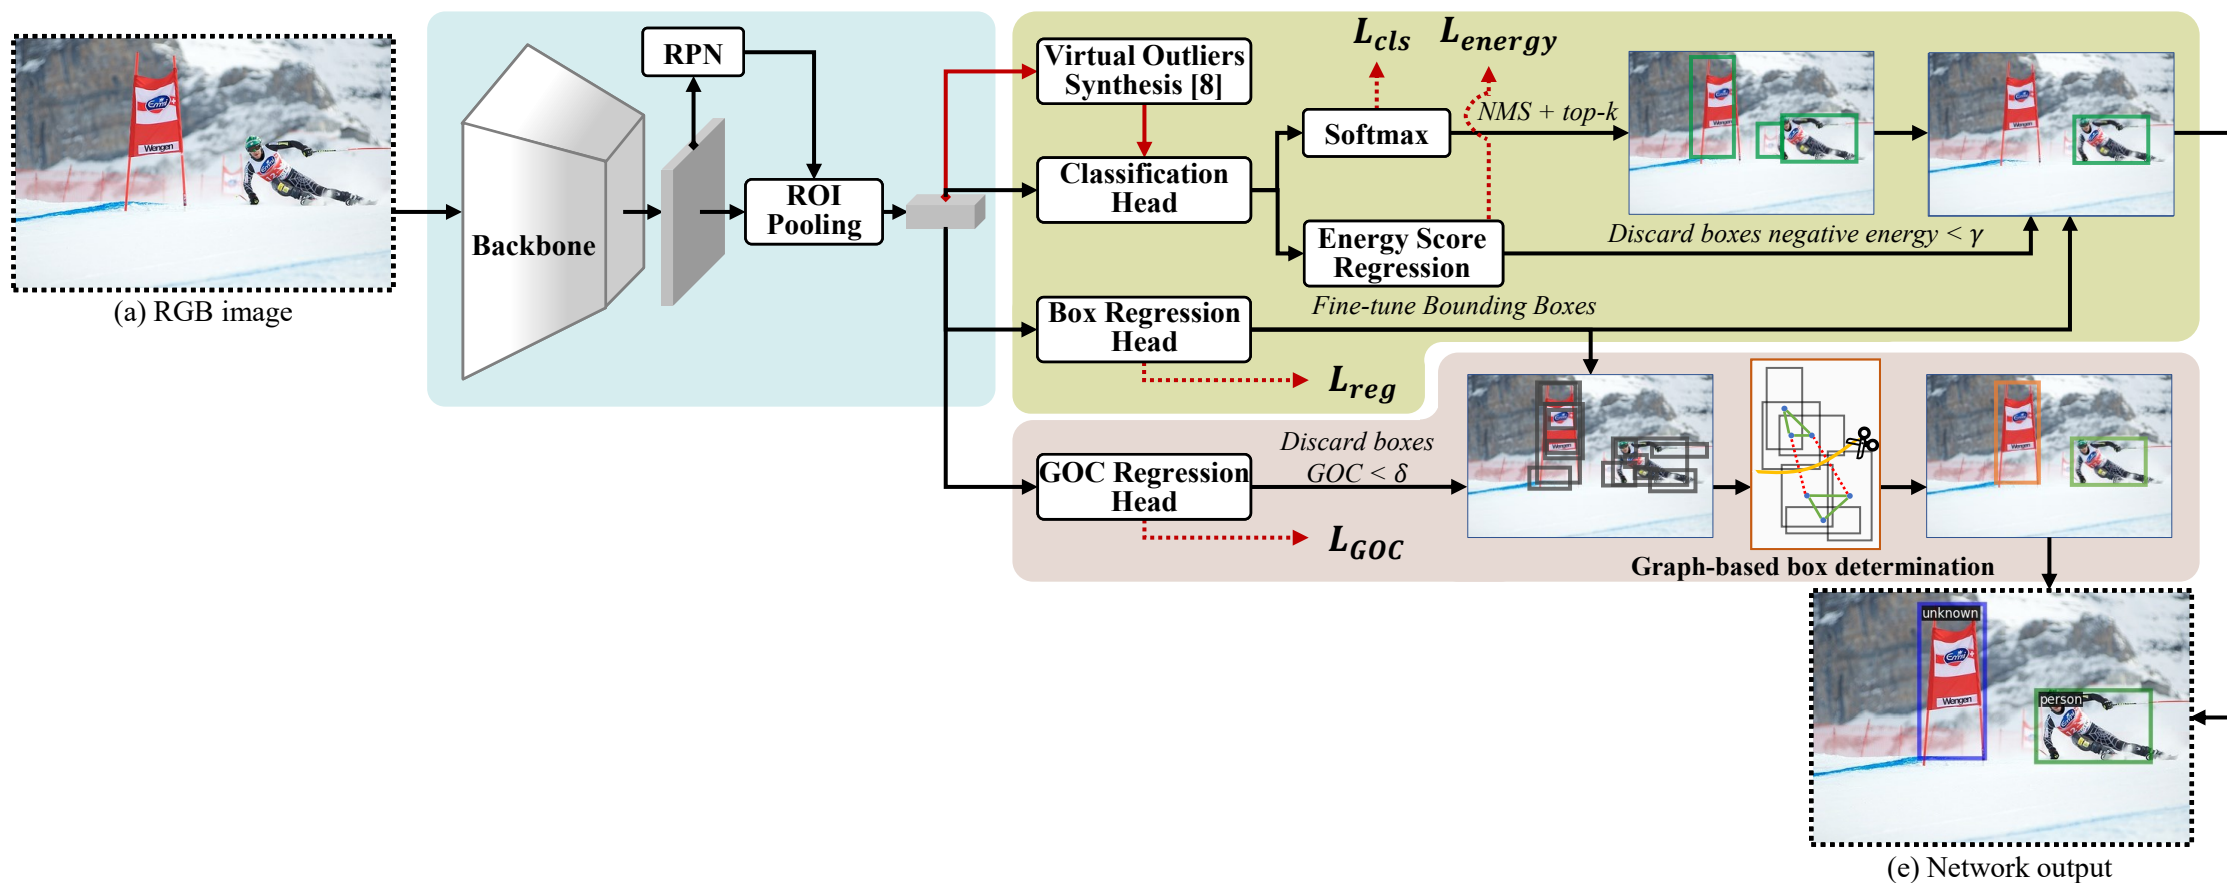 RPN
Backbone
ROI
Pooling
(a) RGB image
Virtual Outliers
Synthesis [8]
Classification
Head
Softmax
Energy Score
Regression
L_cls
L_energy
NMS + top-k
Discard boxes negative energy < γ
Fine-tune Bounding Boxes
Box Regression
Head
L_reg
GOC Regression
Head
Discard boxes
GOC < δ
L_GOC
Graph-based box determination
unknown
person
Wengen
Wengen
(e) Network output